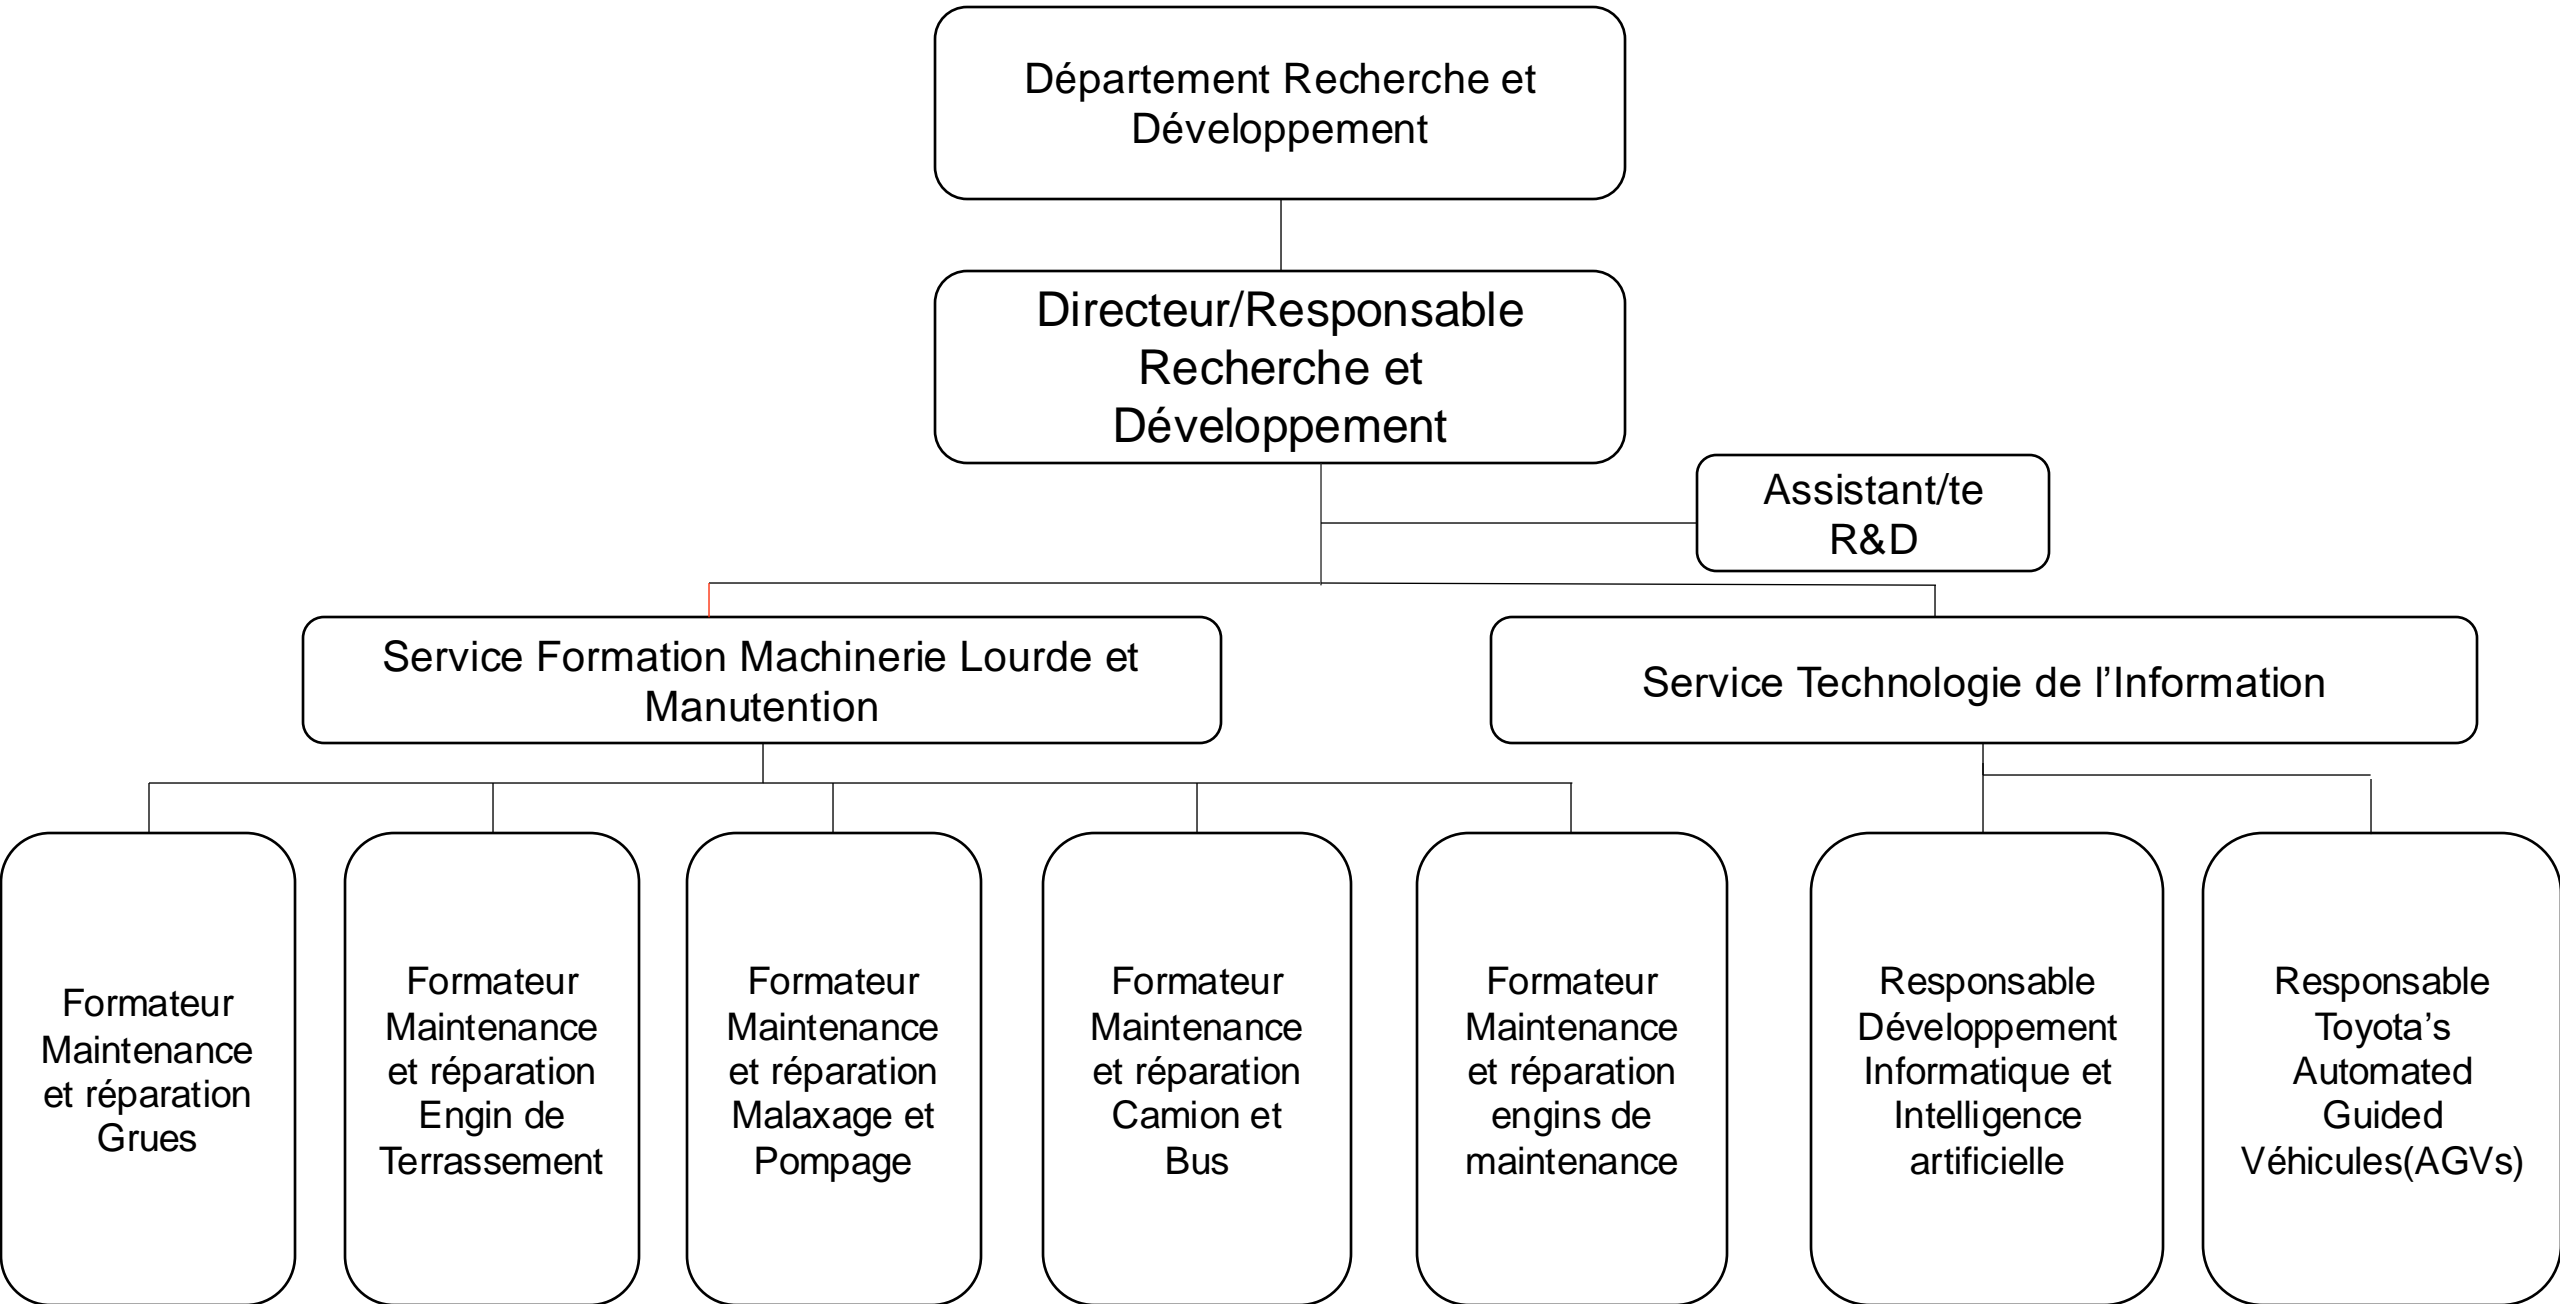 Département Recherche et
Développement
Directeur/Responsable
Recherche et
Développement
Assistant/te
R&D
Service Formation Machinerie Lourde et
Manutention
Service Technologie de l’Information
Formateur
Maintenance
et réparation
Grues
Formateur
Maintenance
et réparation
Engin de
Terrassement
Formateur
Maintenance
et réparation
Malaxage et
Pompage
Formateur
Maintenance
et réparation
Camion et
Bus
Formateur
Maintenance
et réparation
engins de
maintenance
Responsable
Développement
Informatique et
Intelligence
artificielle
Responsable
Toyota’s
Automated
Guided
Véhicules(AGVs)